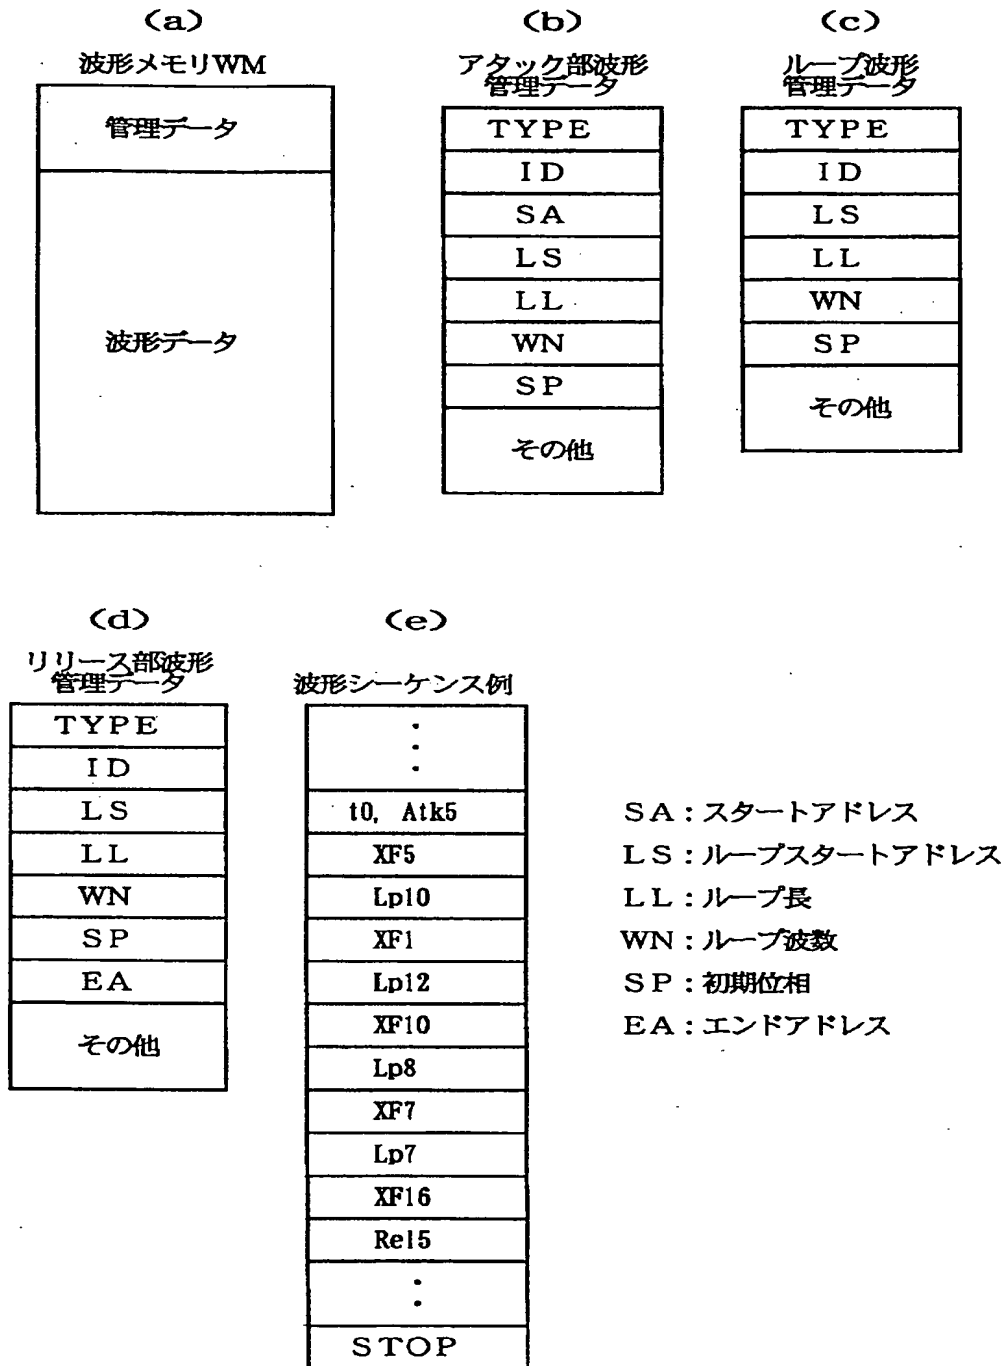 (a)
波形メモリWM
管理データ
波形データ
(b)
アタック部波形
管理データ
TYPE
ID
SA
LS
LL
WN
SP
その他
(c)
ループ波形
管理データ
TYPE
ID
LS
LL
WN
SP
その他
(d)
リリース部波形
管理データ
TYPE
ID
LS
LL
WN
SP
EA
その他
(e)
波形シーケンス例
t0, Atk5
XF5
Lp10
XF1
Lp12
XF10
Lp8
XF7
Lp7
XF16
Rel5
STOP
SA:スタートアドレス
LS:ループスタートアドレス
LL:ループ長
WN:ループ波数
SP:初期位相
EA:エンドアドレス